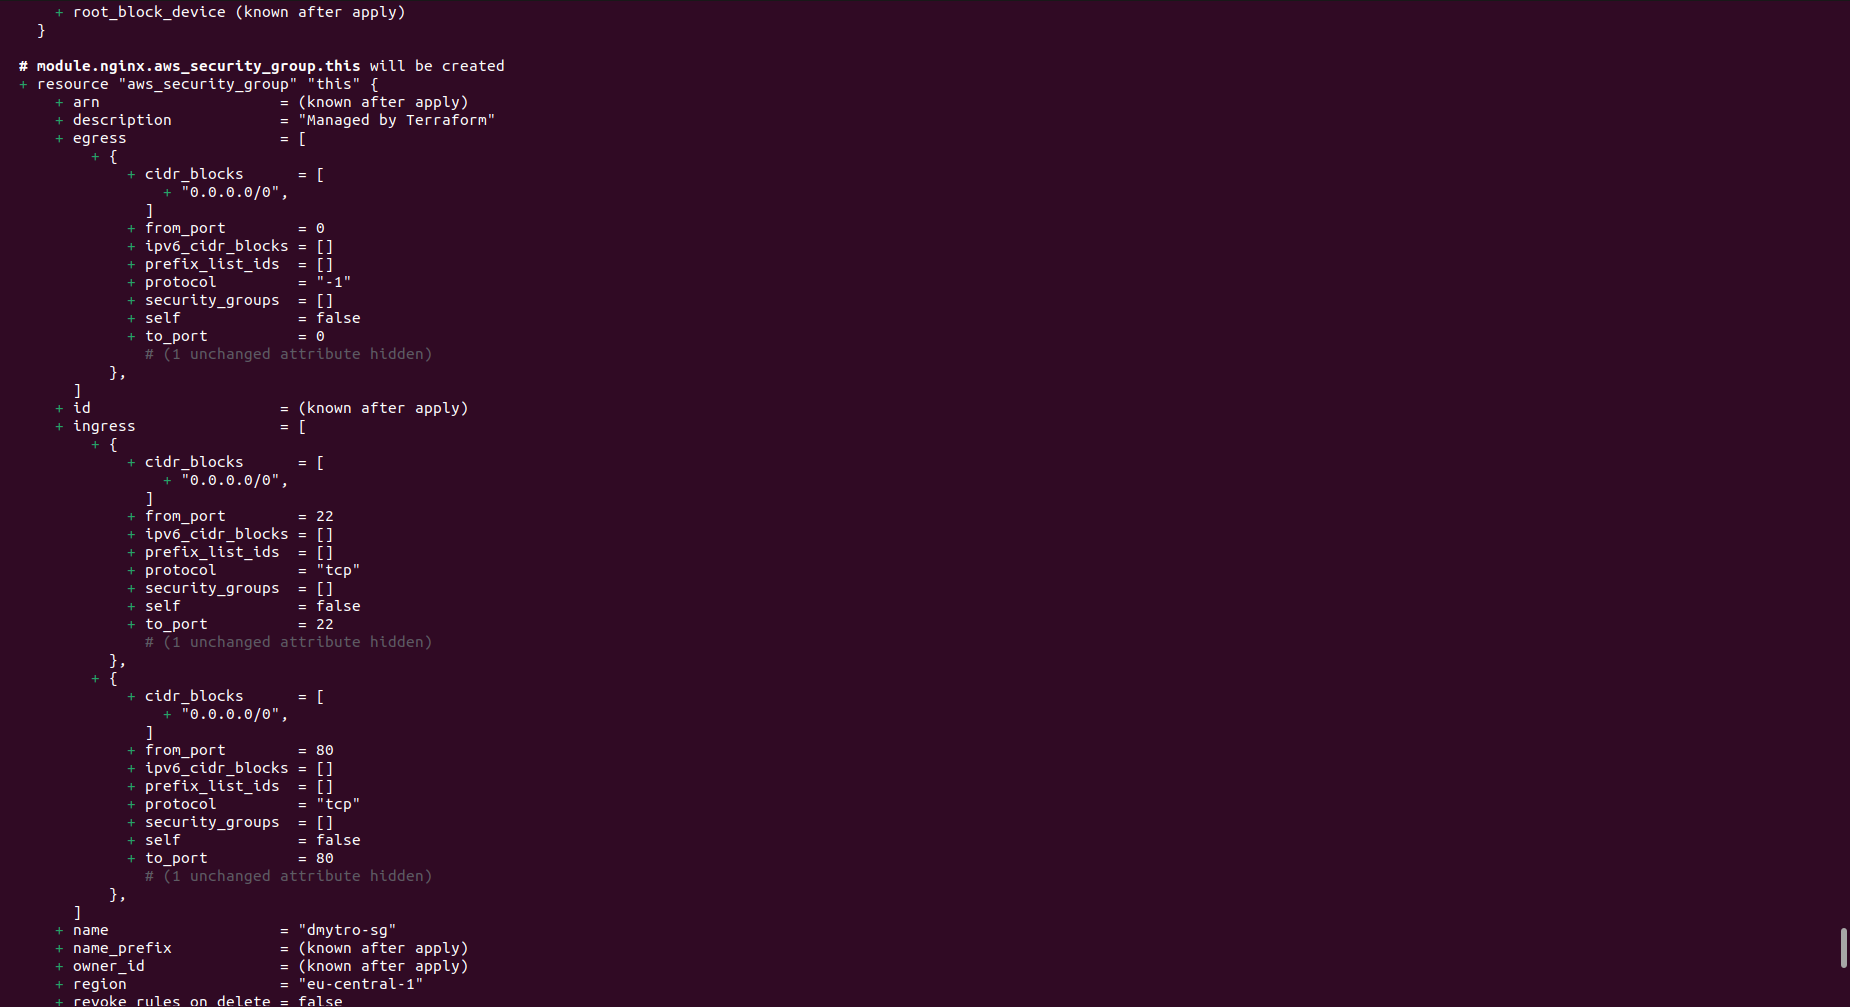 + root_block_device (known after apply)
}
# module.nginx.aws_security_group.this will be created
+ resource "aws_security_group" "this" {
+ arn = (known after apply)
+ description = "Managed by Terraform"
+ egress = [
+ {
+ cidr_blocks = [
+ "0.0.0.0/0",
]
+ from_port = 0
+ ipv6_cidr_blocks = []
+ prefix_list_ids = []
+ protocol = "-1"
+ security_groups = []
+ self = false
+ to_port = 0
# (1 unchanged attribute hidden)
},
]
+ id = (known after apply)
+ ingress = [
+ {
+ cidr_blocks = [
+ "0.0.0.0/0",
]
+ from_port = 22
+ ipv6_cidr_blocks = []
+ prefix_list_ids = []
+ protocol = "tcp"
+ security_groups = []
+ self = false
+ to_port = 22
# (1 unchanged attribute hidden)
},
+ {
+ cidr_blocks = [
+ "0.0.0.0/0",
]
+ from_port = 80
+ ipv6_cidr_blocks = []
+ prefix_list_ids = []
+ protocol = "tcp"
+ security_groups = []
+ self = false
+ to_port = 80
# (1 unchanged attribute hidden)
},
]
+ name = "dmytro-sg"
+ name_prefix = (known after apply)
+ owner_id = (known after apply)
+ region = "eu-central-1"
+ revoke_rules_on_delete = false